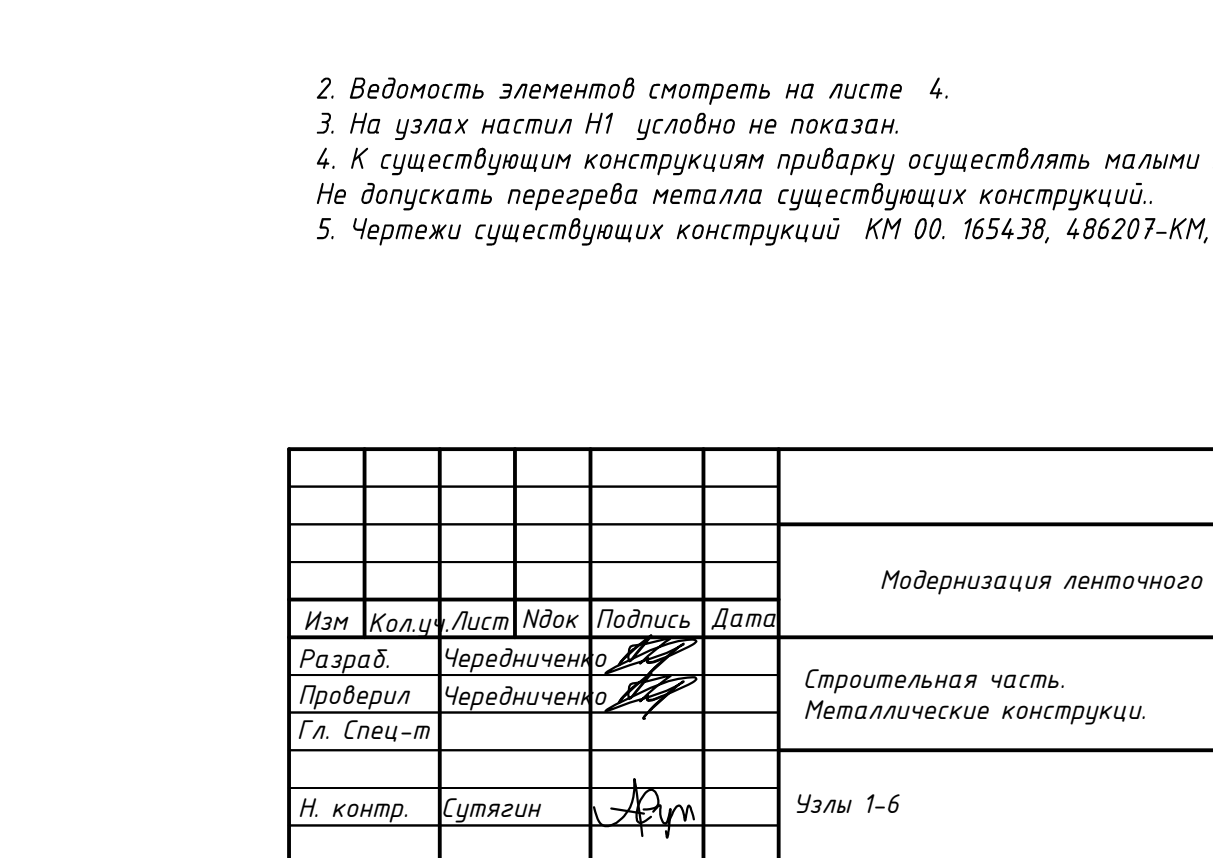 2. Ведомость элементов смотреть на листе 4.
3. На узлах настил Н1 условно не показан.
4. К существующим конструкциям приварку осуществлять малыми
Не допускать перегрева металла существующих конструкций..
5. Чертежи существующих конструкций КМ 00. 165438, 486207-КМ,
Модернизация ленточного
Изм Кол.уч. Лист Nдок Подпись Дата
Разраб. Чередниченко
Проверил Чередниченко
Гл. Спец-т
Строительная часть.
Металлические конструкци.
Н. контр. Сутягин
Узлы 1-6